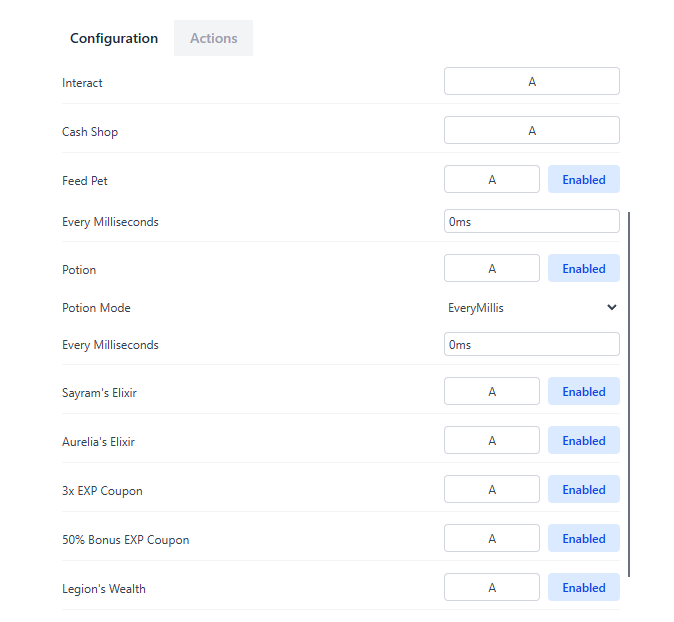 Configuration Actions
Interact A
Cash Shop A
Feed Pet A Enabled
Every Milliseconds 0ms
Potion A Enabled
Potion Mode EveryMillis
Every Milliseconds 0ms
Sayram's Elixir A Enabled
Aurelia's Elixir A Enabled
3x EXP Coupon A Enabled
50% Bonus EXP Coupon A Enabled
Legion's Wealth A Enabled